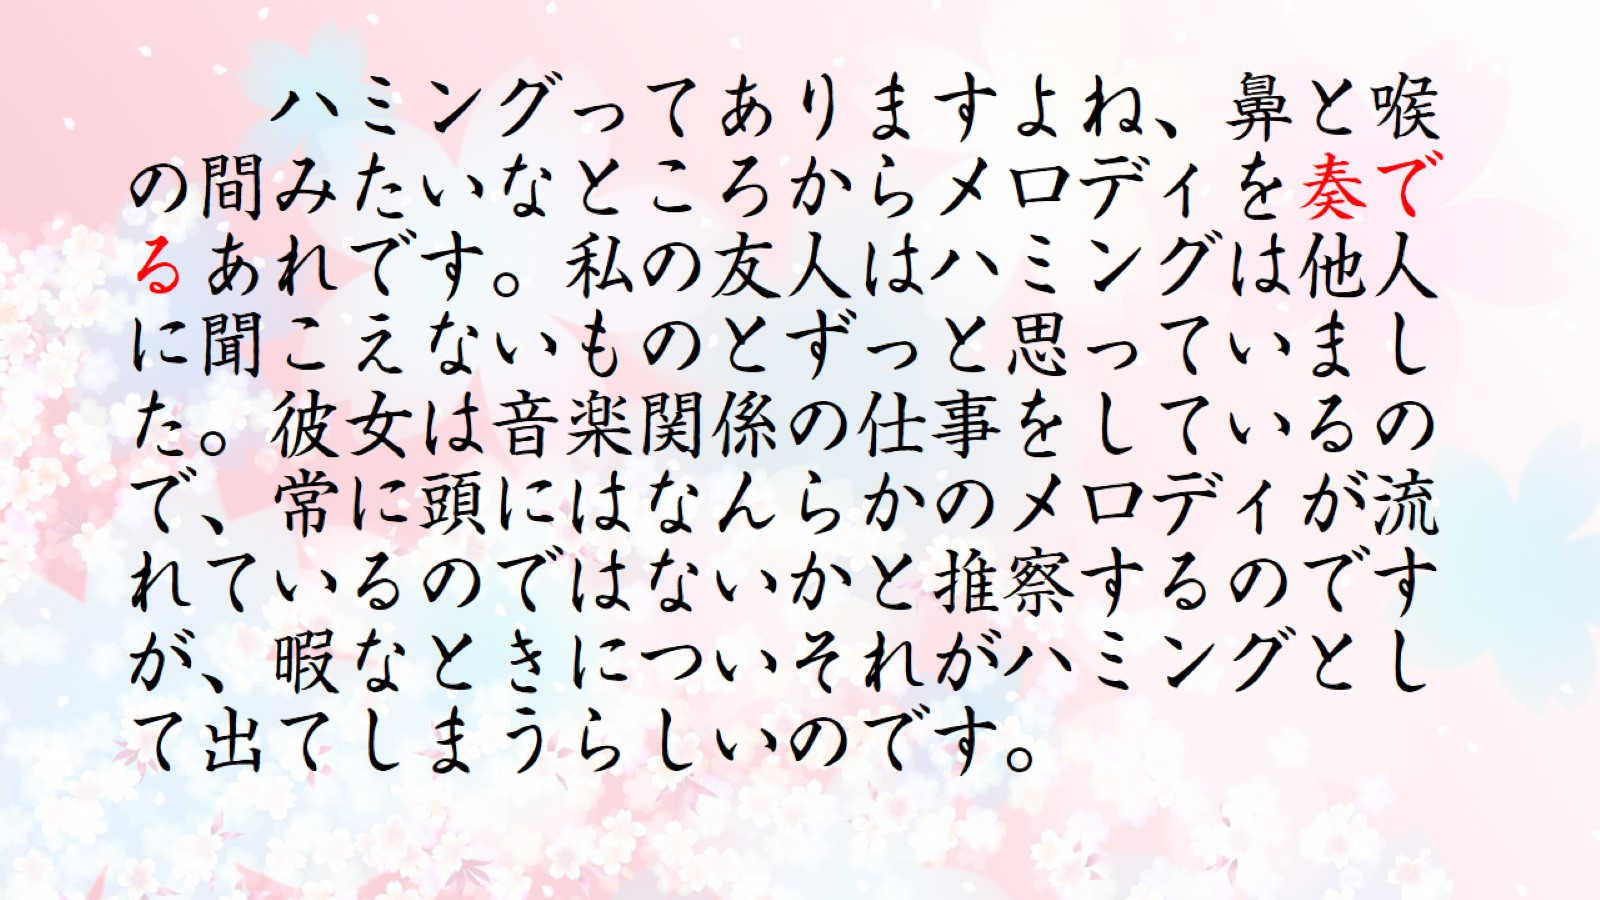 ハミングってありますよね、鼻と喉
の間みたいなところからメロディを奏で
るあれです。私の友人はハミングは他人
に聞こえないものとずっと思っていまし
た。彼女は音楽関係の仕事をしているの
で、常に頭にはなんらかのメロディが流
れているのではないかと推察するのです
が、暇なときについそれがハミングとし
て出てしまうらしいのです。